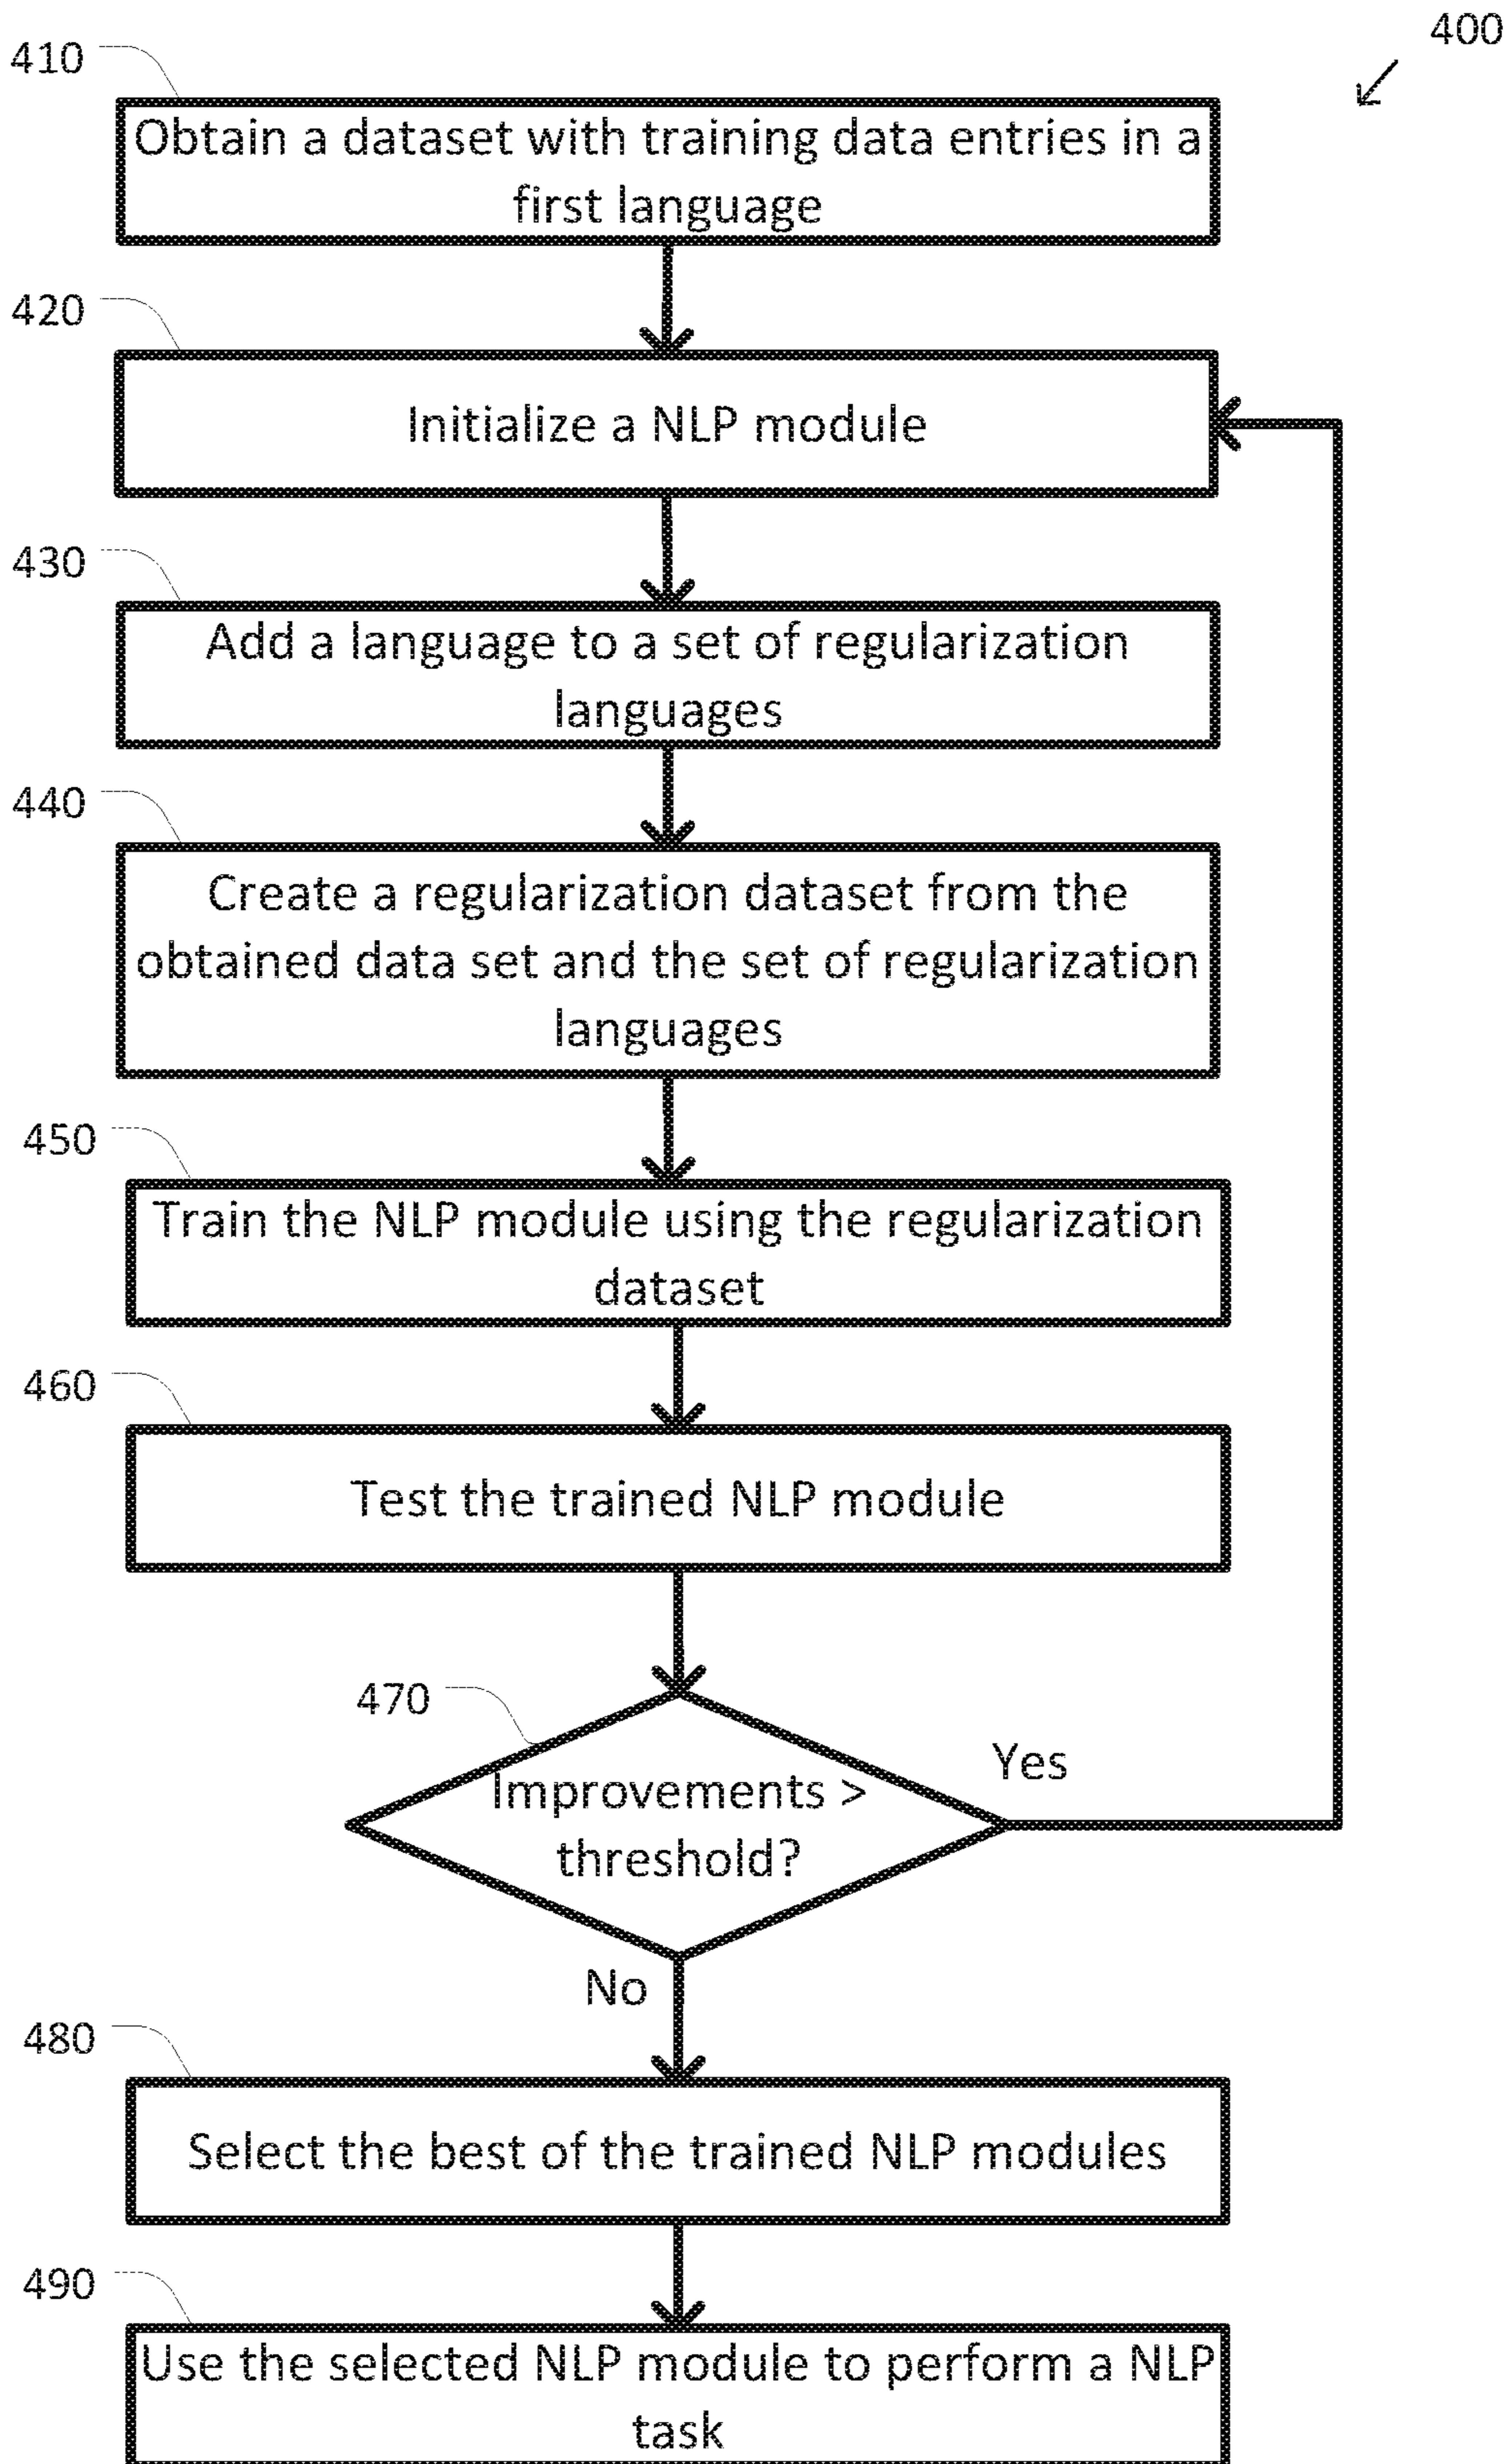 400
410
Obtain a dataset with training data entries in a
first language
420
Initialize a NLP module
430
Add a language to a set of regularization
languages
440
Create a regularization dataset from the
obtained data set and the set of regularization
languages
450
Train the NLP module using the regularization
dataset
460
Test the trained NLP module
470
Improvements >
threshold?
Yes
No
480
Select the best of the trained NLP modules
490
Use the selected NLP module to perform a NLP
task